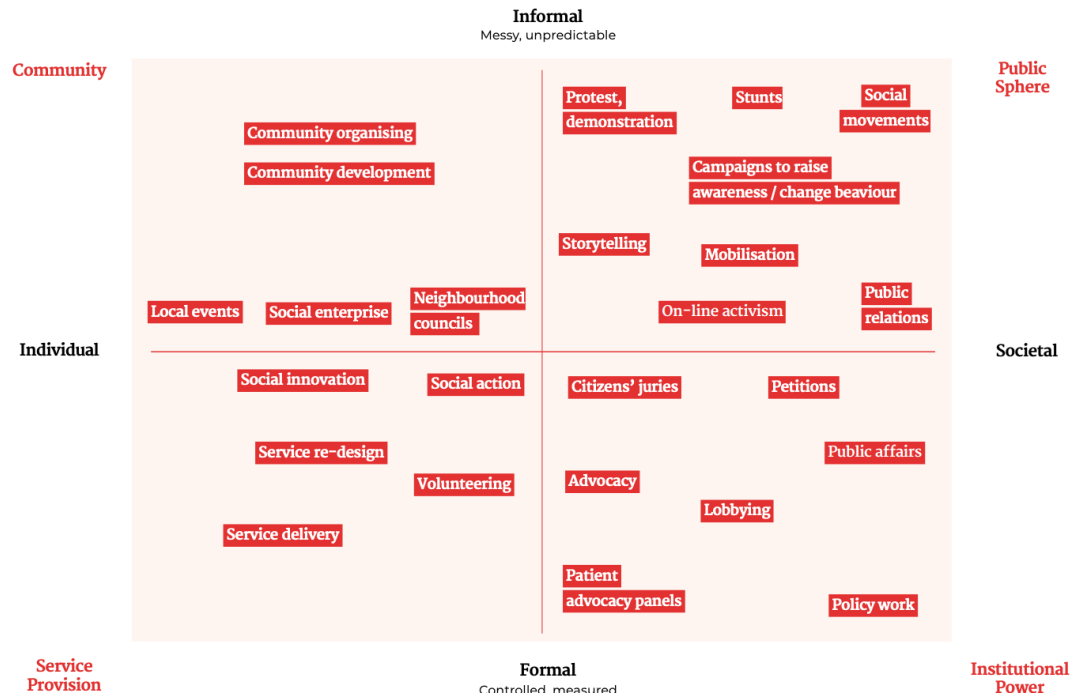 Informal
Messy, unpredictable
Community
Public
Sphere
Protest,
demonstration
Stunts
Social
movements
Community organising
Community development
Campaigns to raise
awareness / change beaviour
Storytelling
Mobilisation
Local events
Social enterprise
Neighbourhood
councils
On-line activism
Public
relations
Individual
Societal
Social innovation
Social action
Citizens’ juries
Petitions
Service re-design
Volunteering
Public affairs
Advocacy
Lobbying
Service delivery
Patient
advocacy panels
Policy work
Service
Provision
Formal
Controlled, measured
Institutional
Power